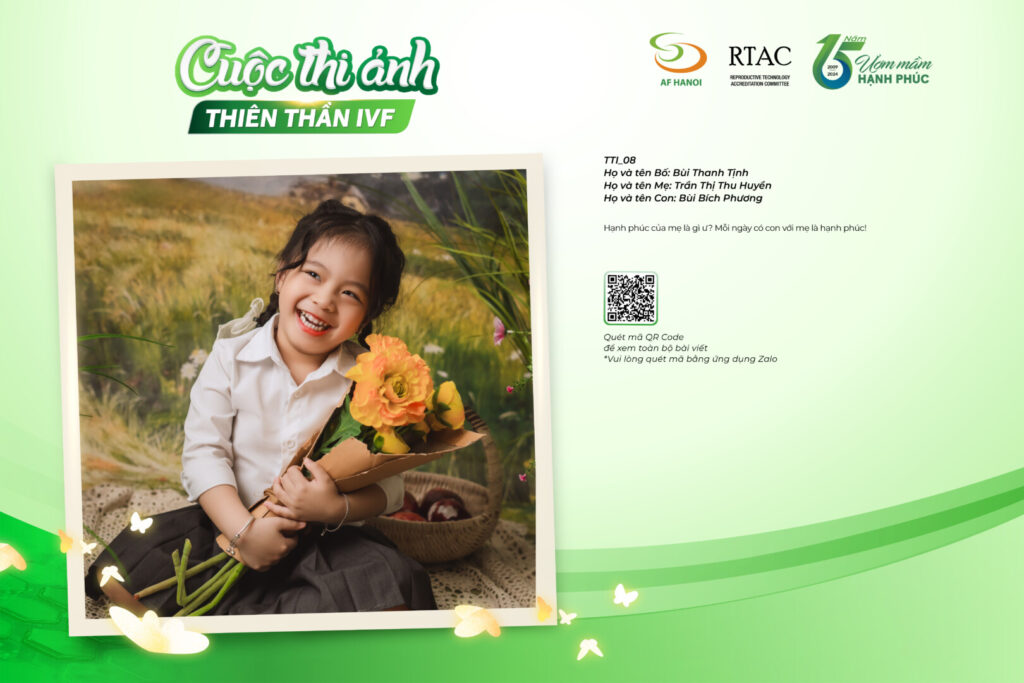 Cuộc thi ảnh
THIÊN THẦN IVF
AF HANOI
RTAC
REPRODUCTIVE TECHNOLOGY
ACCREDITATION COMMITTEE
15 Năm
2009
2024
Ươm mầm
HẠNH PHÚC
TTI_08
Họ và tên Bố: Bùi Thanh Tịnh
Họ và tên Mẹ: Trần Thị Thu Huyền
Họ và tên Con: Bùi Bích Phương
Hạnh phúc của mẹ là gì ư? Mỗi ngày có con với mẹ là hạnh phúc!
Quét mã QR Code
để xem toàn bộ bài viết
*Vui lòng quét mã bằng ứng dụng Zalo